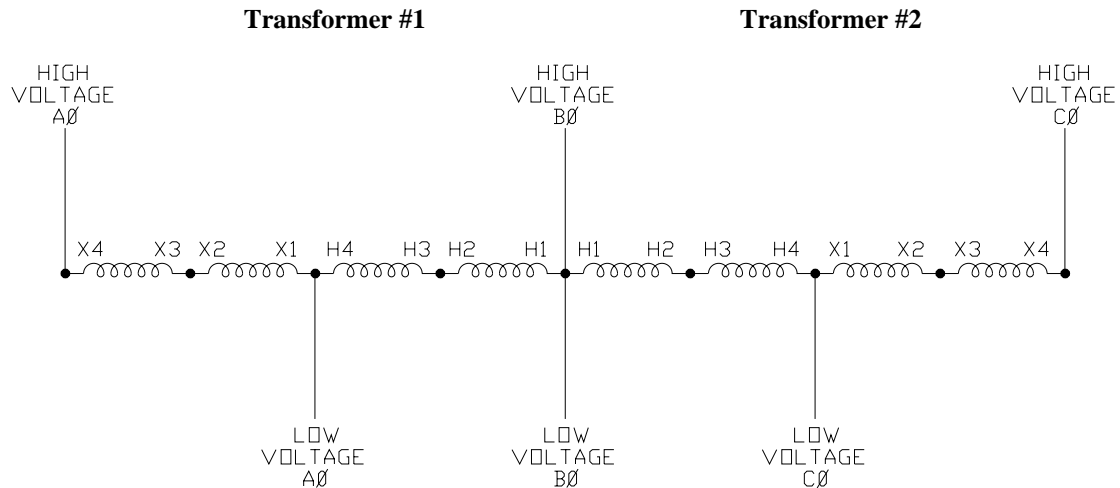 Transformer #1 Transformer #2
HIGH
VOLTAGE
AØ
HIGH
VOLTAGE
BØ
HIGH
VOLTAGE
CØ
X4 X3 X2 X1 H4 H3 H2 H1 H1 H2 H3 H4 X1 X2 X3 X4
LOW
VOLTAGE
AØ
LOW
VOLTAGE
BØ
LOW
VOLTAGE
CØ